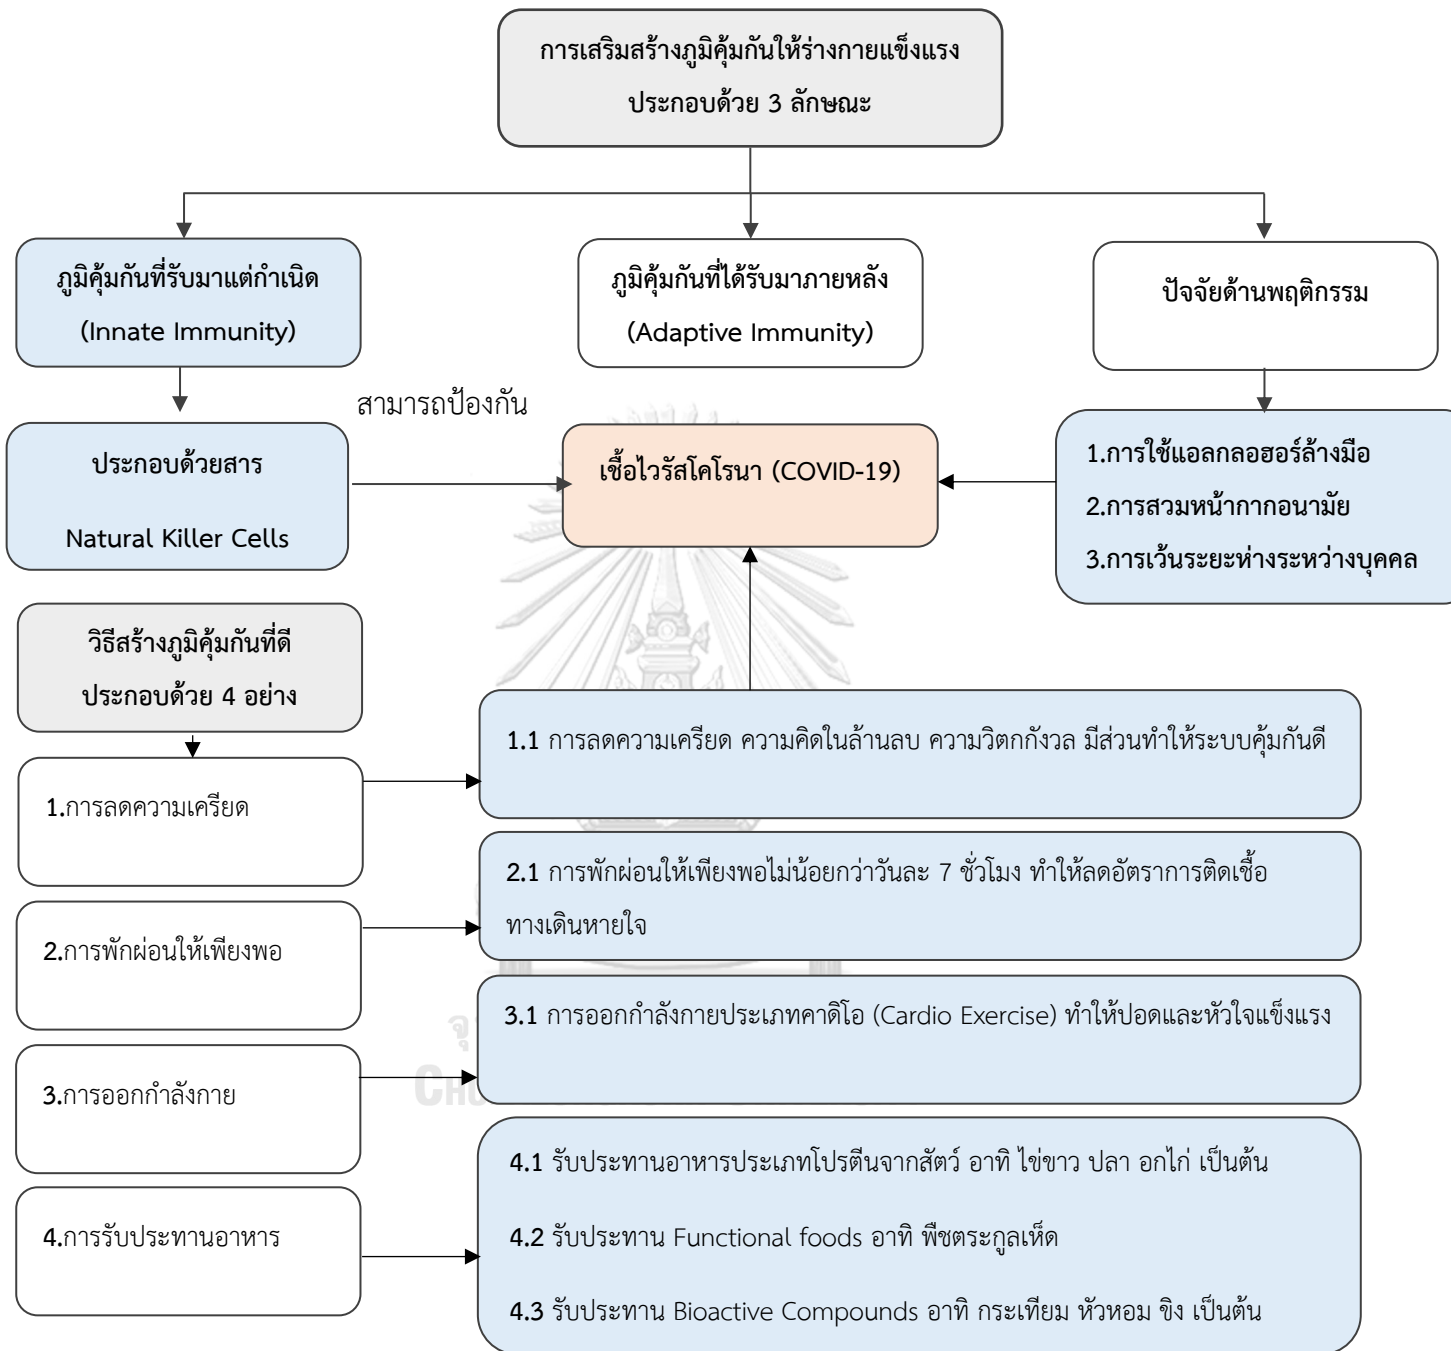 การเสริมสร้างภูมิคุ้มกันให้ร่างกายแข็งแรง
ประกอบด้วย 3 ลักษณะ
ภูมิคุ้มกันที่รับมาแต่กำเนิด
(Innate Immunity)
ภูมิคุ้มกันที่ได้รับมาภายหลัง
(Adaptive Immunity)
ปัจจัยด้านพฤติกรรม
สามารถป้องกัน
ประกอบด้วยสาร
Natural Killer Cells
เชื้อไวรัสโคโรนา (COVID-19)
1.การใช้แอลกลอฮอร์ล้างมือ
2.การสวมหน้ากากอนามัย
3.การเว้นระยะห่างระหว่างบุคคล
วิธีสร้างภูมิคุ้มกันที่ดี
ประกอบด้วย 4 อย่าง
1.การลดความเครียด
1.1 การลดความเครียด ความคิดในล้านลบ ความวิตกกังวล มีส่วนทำให้ระบบคุ้มกันดี
2.การพักผ่อนให้เพียงพอ
2.1 การพักผ่อนให้เพียงพอไม่น้อยกว่าวันละ 7 ชั่วโมง ทำให้ลดอัตราการติดเชื้อ
ทางเดินหายใจ
3.การออกกำลังกาย
3.1 การออกกำลังกายประเภทคาดิโอ (Cardio Exercise) ทำให้ปอดและหัวใจแข็งแรง
4.การรับประทานอาหาร
4.1 รับประทานอาหารประเภทโปรตีนจากสัตว์ อาทิ ไข่ขาว ปลา อกไก่ เป็นต้น
4.2 รับประทาน Functional foods อาทิ พืชตระกูลเห็ด
4.3 รับประทาน Bioactive Compounds อาทิ กระเทียม หัวหอม ขิง เป็นต้น